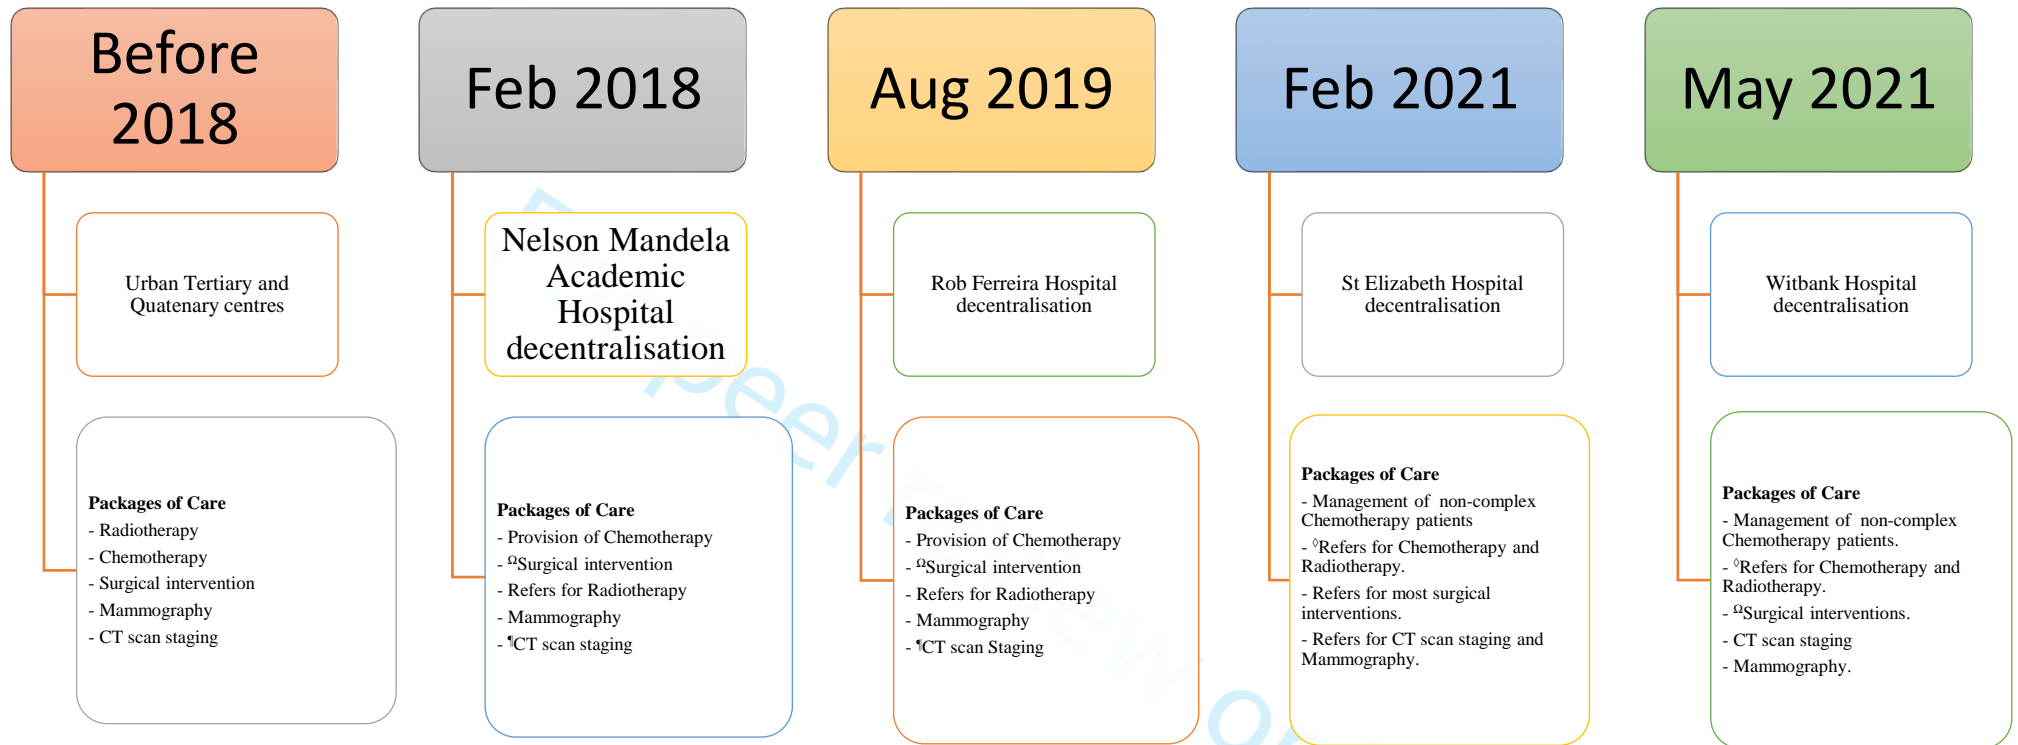 Before
2018
Urban Tertiary and
Quatenary centres
Packages of Care
- Radiotherapy
- Chemotherapy
- Surgical intervention
- Mammography
- CT scan staging
Feb 2018
Nelson Mandela
Academic
Hospital
decentralisation
Packages of Care
- Provision of Chemotherapy
- ᘯSurgical intervention
- Refers for Radiotherapy
- Mammography
- ¶CT scan staging
Aug 2019
Rob Ferreira Hospital
decentralisation
Packages of Care
- Provision of Chemotherapy
- ΩSurgical intervention
- Refers for Radiotherapy
- Mammography
- ¶CT scan Staging
Feb 2021
St Elizabeth Hospital
decentralisation
Packages of Care
- Management of non-complex
Chemotherapy patients
- ◊Refers for Chemotherapy and
Radiotherapy.
- Refers for most surgical
interventions.
- Refers for CT scan staging and
Mammography.
May 2021
Witbank Hospital
decentralisation
Packages of Care
- Management of non-complex
Chemotherapy patients.
- ◊Refers for Chemotherapy and
Radiotherapy.
- ΩSurgical interventions.
- CT scan staging
- Mammography.